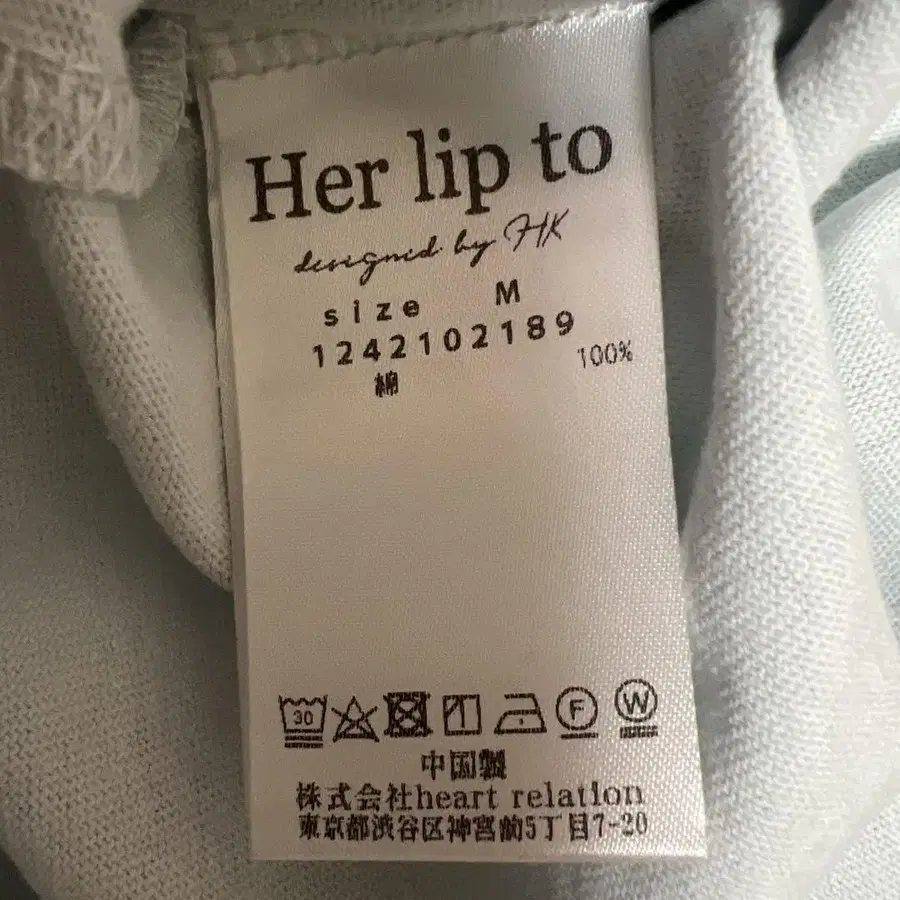 Her lip to
designed by HK
size M
1242102189
綿 100%
30 F W
中国製
株式会社heart relation
東京都渋谷区神宮前5丁目7-20